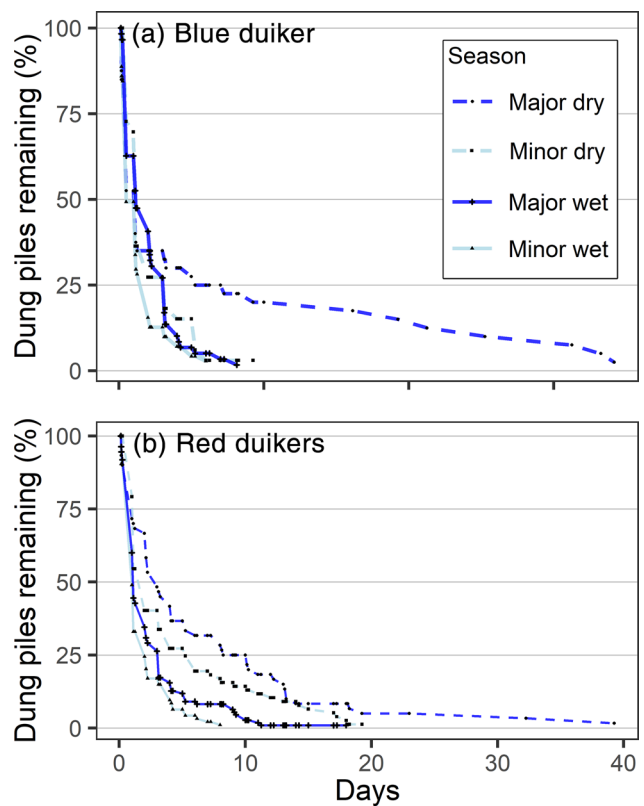 (a) Blue duiker
Dung piles remaining (%)
100
75
50
25
0
Season
Major dry
Minor dry
Major wet
Minor wet
(b) Red duikers
Dung piles remaining (%)
100
75
50
25
0
0 10 20 30 40
Days